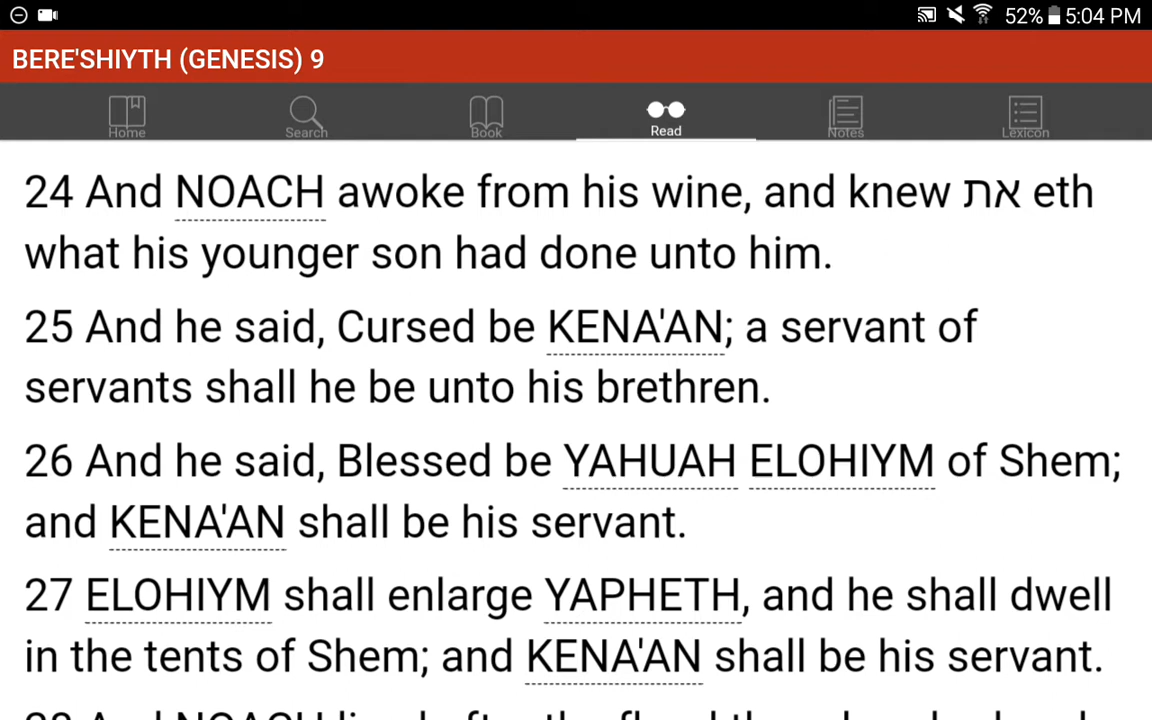 52% 5:04 PM
BERE'SHIYTH (GENESIS) 9
Home Search Book Read Notes Lexicon
24 And NOACH awoke from his wine, and knew את eth
what his younger son had done unto him.
25 And he said, Cursed be KENA'AN; a servant of
servants shall he be unto his brethren.
26 And he said, Blessed be YAHUAH ELOHIYM of Shem;
and KENA'AN shall be his servant.
27 ELOHIYM shall enlarge YAPHETH, and he shall dwell
in the tents of Shem; and KENA'AN shall be his servant.